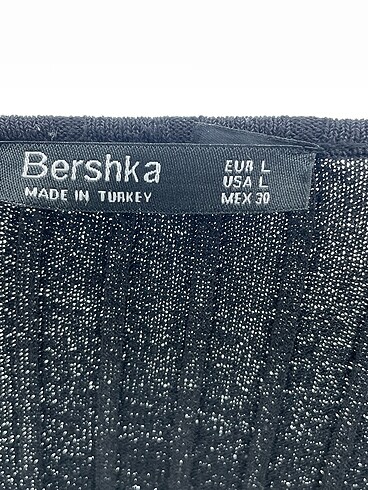 Bershka
MADE IN TURKEY
EUR L
USA L
MEX 30